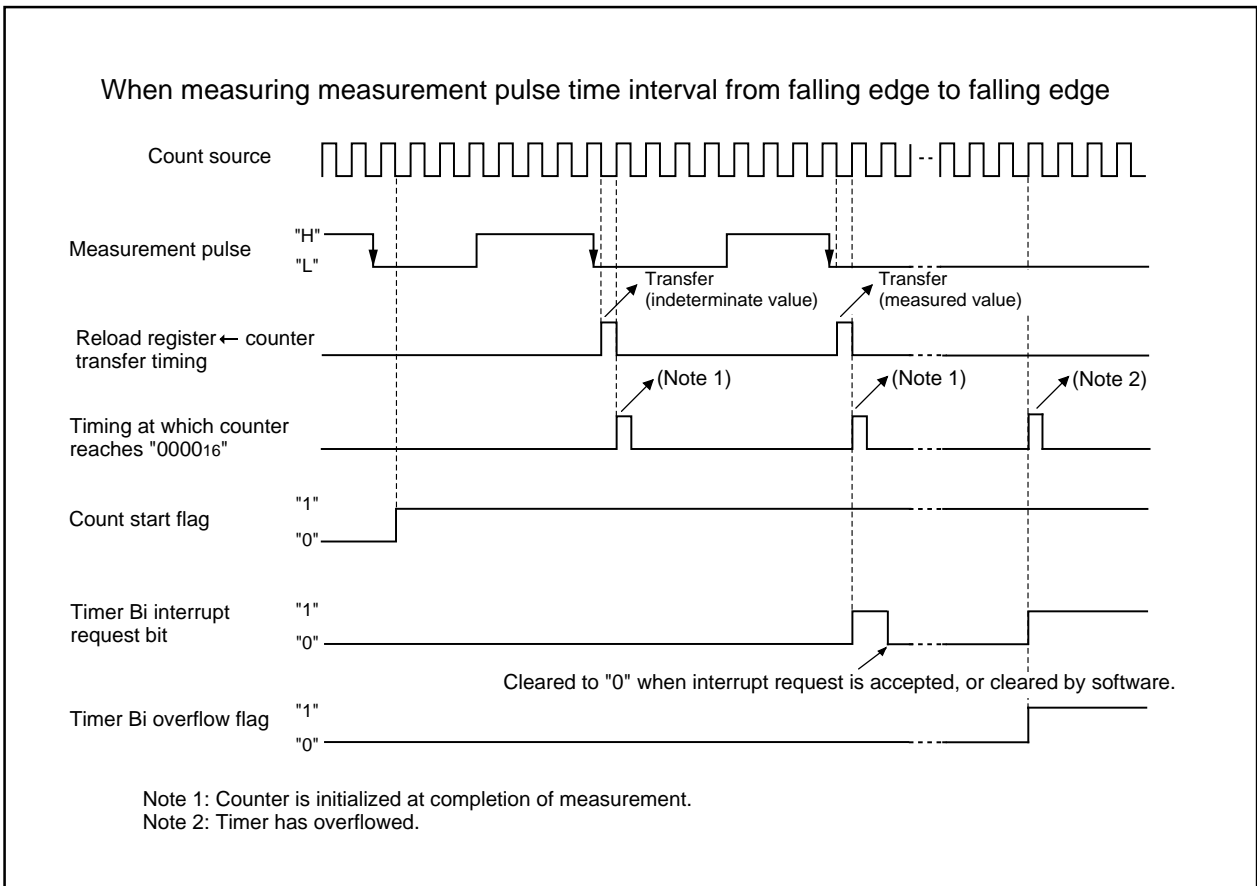 When measuring measurement pulse time interval from falling edge to falling edge
Count source
Measurement pulse
"H"
"L"
Transfer
(indeterminate value)
Transfer
(measured value)
Reload register ← counter
transfer timing
(Note 1)
(Note 1)
(Note 2)
Timing at which counter
reaches "000016"
Count start flag
"1"
"0"
Timer Bi interrupt
request bit
"1"
"0"
Cleared to "0" when interrupt request is accepted, or cleared by software.
Timer Bi overflow flag
"1"
"0"
Note 1: Counter is initialized at completion of measurement.
Note 2: Timer has overflowed.